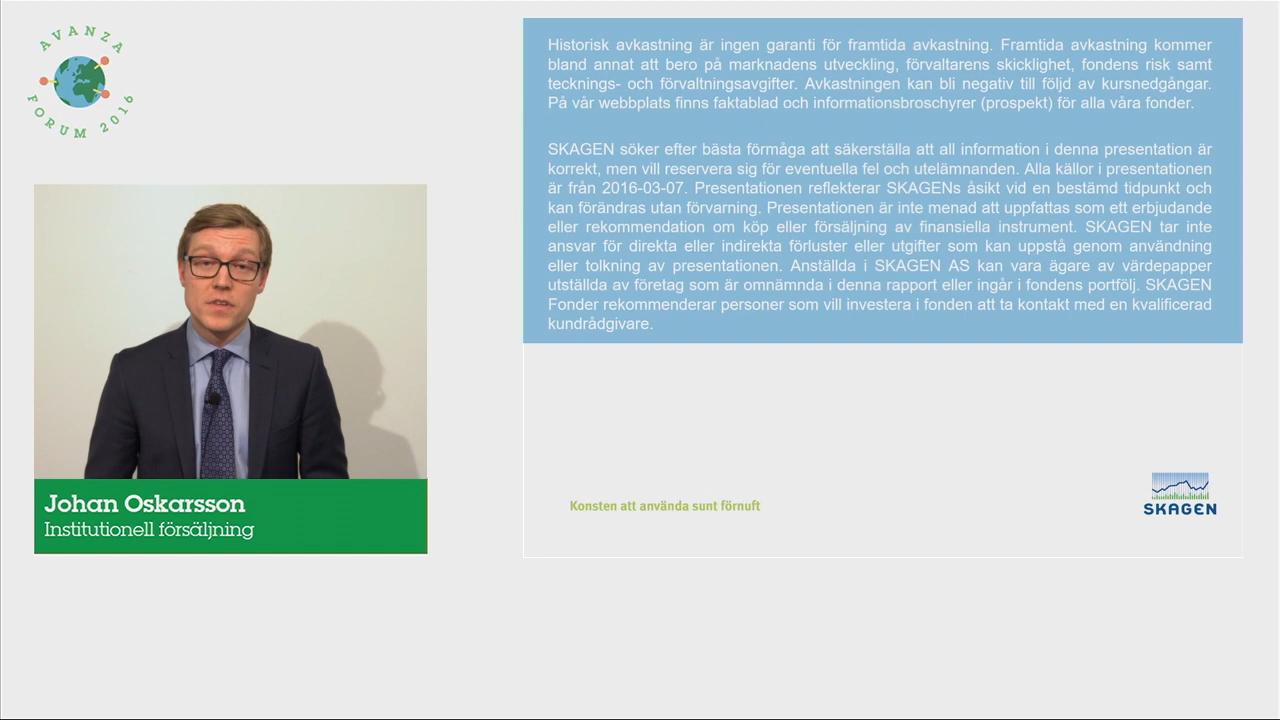 AVANZA
FORUM 2016
Johan Oskarsson
Institutionell försäljning
Historisk avkastning är ingen garanti för framtida avkastning. Framtida avkastning kommer
bland annat att bero på marknadens utveckling, förvaltarens skicklighet, fondens risk samt
tecknings- och förvaltningsavgifter. Avkastningen kan bli negativ till följd av kursnedgångar.
På vår webbplats finns faktablad och informationsbroschyrer (prospekt) för alla våra fonder.
SKAGEN söker efter bästa förmåga att säkerställa att all information i denna presentation är
korrekt, men vill reservera sig för eventuella fel och utelämnanden. Alla källor i presentationen
är från 2016-03-07. Presentationen reflekterar SKAGENs åsikt vid en bestämd tidpunkt och
kan förändras utan förvarning. Presentationen är inte menad att uppfattas som ett erbjudande
eller rekommendation om köp eller försäljning av finansiella instrument. SKAGEN tar inte
ansvar för direkta eller indirekta förluster eller utgifter som kan uppstå genom användning
eller tolkning av presentationen. Anställda i SKAGEN AS kan vara ägare av värdepapper
utställda av företag som är omnämnda i denna rapport eller ingår i fondens portfölj. SKAGEN
Fonder rekommenderar personer som vill investera i fonden att ta kontakt med en kvalificerad
kundrådgivare.
Konsten att använda sunt förnuft
SKAGEN